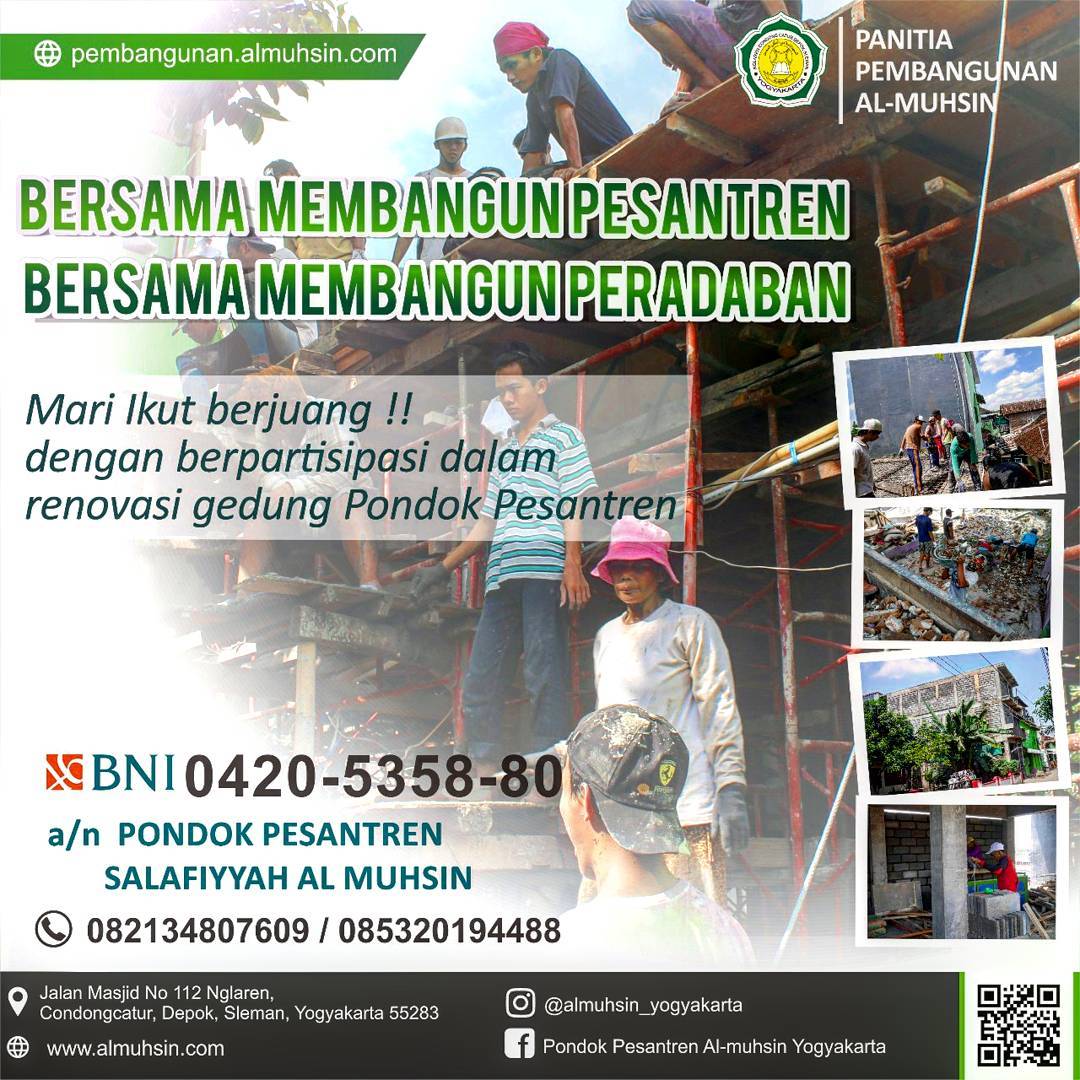 pembangunan.almuhsin.com
PANITIA
PEMBANGUNAN
AL-MUHSIN
YOGYAKARTA
BERSAMA MEMBANGUN PESANTREN
BERSAMA MEMBANGUN PERADABAN
Mari Ikut berjuang !!
dengan berpartisipasi dalam
renovasi gedung Pondok Pesantren
BNI 0420-5358-80
a/n PONDOK PESANTREN
SALAFIYYAH AL MUHSIN
082134807609 / 085320194488
Jalan Masjid No 112 Nglaren,
Condongcatur, Depok, Sleman, Yogyakarta 55283
www.almuhsin.com
@almuhsin_yogyakarta
Pondok Pesantren Al-muhsin Yogyakarta